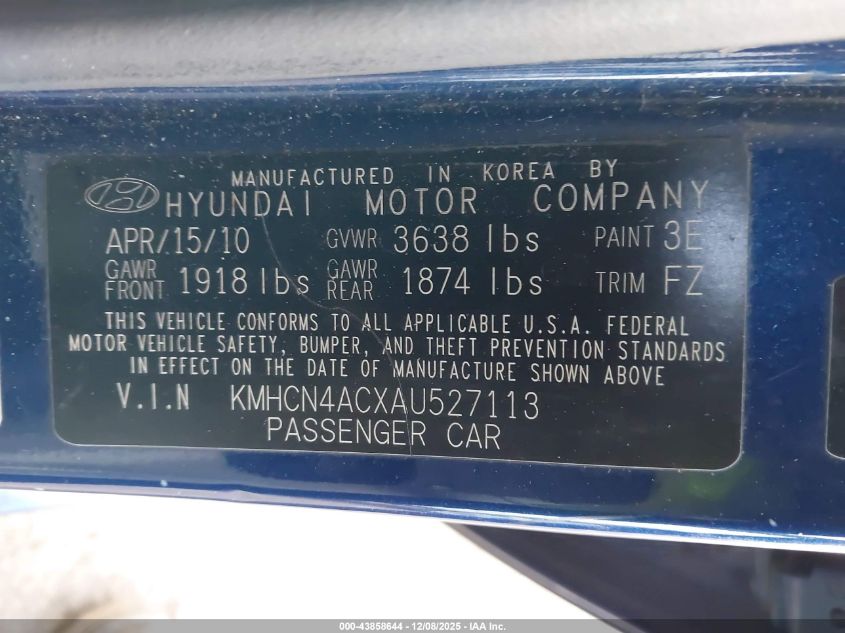 MANUFACTURED IN KOREA BY
HYUNDAI MOTOR COMPANY
APR/15/10 GVWR 3638 lbs PAINT 3E
GAWR FRONT 1918 lbs GAWR REAR 1874 lbs TRIM FZ
THIS VEHICLE CONFORMS TO ALL APPLICABLE U.S.A. FEDERAL
MOTOR VEHICLE SAFETY, BUMPER, AND THEFT PREVENTION STANDARDS
IN EFFECT ON THE DATE OF MANUFACTURE SHOWN ABOVE
V.I.N KMHCN4ACXAU527113
PASSENGER CAR
000-43858644 - 12/08/2025 - IAA Inc.